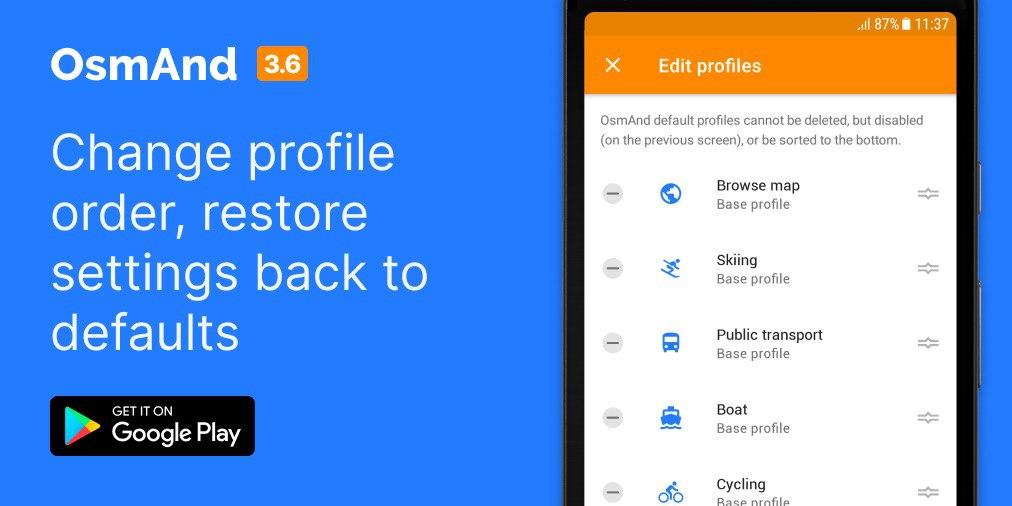 OsmAnd 3.6
Change profile
order, restore
settings back to
defaults
GET IT ON
Google Play
87% 11:37
Edit profiles
OsmAnd default profiles cannot be deleted, but disabled
(on the previous screen), or be sorted to the bottom.
Browse map
Base profile
Skiing
Base profile
Public transport
Base profile
Boat
Base profile
Cycling
Base profile